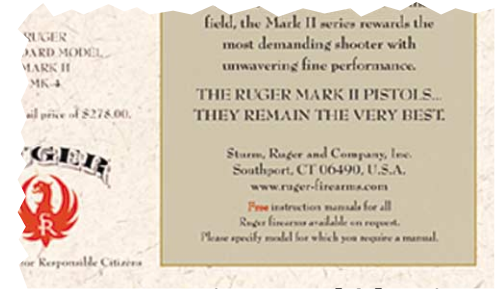 RUGER
MODEL
MARK II
MK-4
price of $278.00.
RUGER
R
Responsible Citizens
field, the Mark II series rewards the
most demanding shooter with
unwavering fine performance.
THE RUGER MARK II PISTOLS...
THEY REMAIN THE VERY BEST.
Sturm, Ruger and Company, Inc.
Southport, CT 06490, U.S.A.
www.ruger-firearms.com
Free instruction manuals for all
Ruger firearms available on request.
Please specify model for which you require a manual.